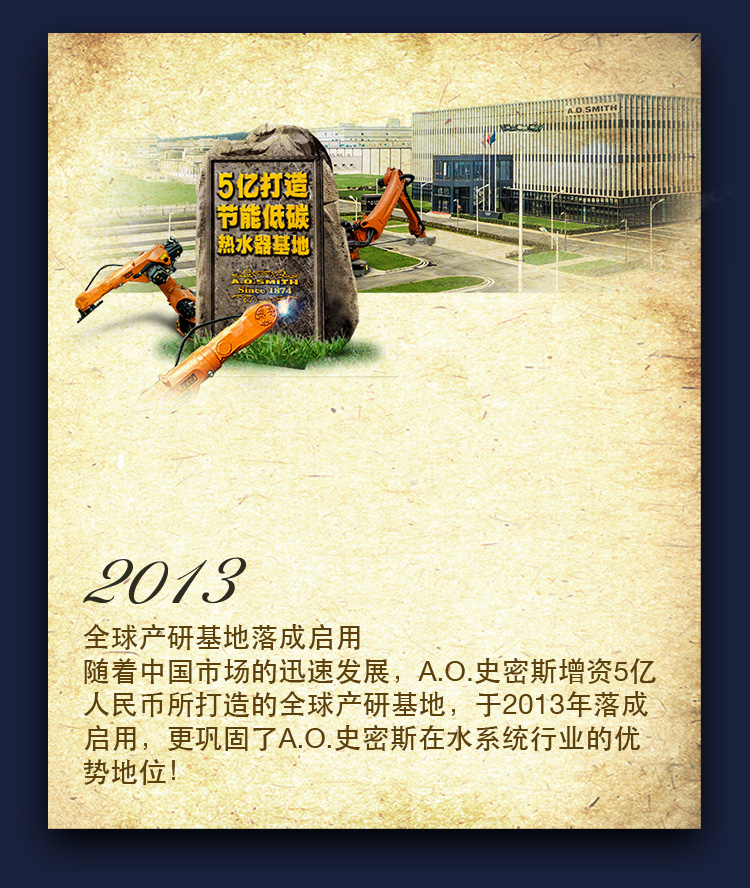 A.O.SMITH
5亿打造
节能低碳
热水器基地
A.O.SMITH
Since 1874
2013
全球产研基地落成启用
随着中国市场的迅速发展，A.O.史密斯增资5亿
人民币所打造的全球产研基地，于2013年落成
启用，更巩固了A.O.史密斯在水系统行业的优
势地位！